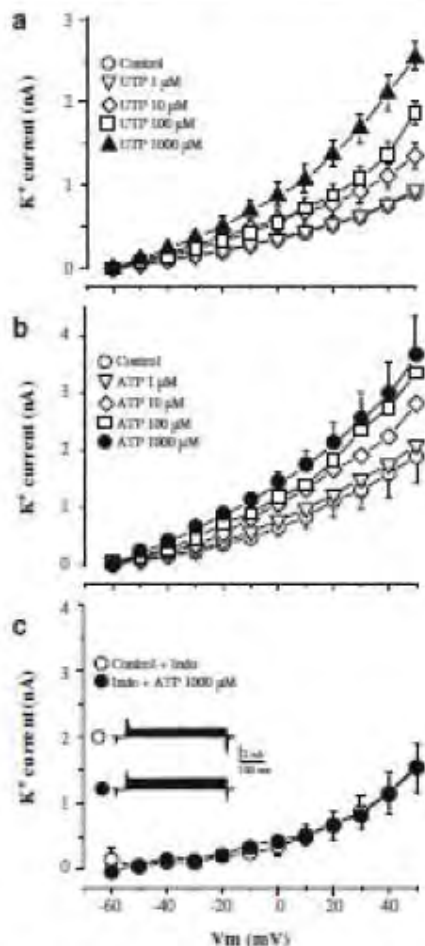 a
3
2
1
0
K+ current (nA)
Control
UTP 1 μM
UTP 10 μM
UTP 100 μM
UTP 1000 μM
b
4
3
2
1
0
K+ current (nA)
Control
ATP 1 μM
ATP 10 μM
ATP 100 μM
ATP 1000 μM
c
4
3
2
1
0
K+ current (nA)
Control + Indo
Indo + ATP 1000 μM
-60
-40
-20
0
20
40
Vm (mV)